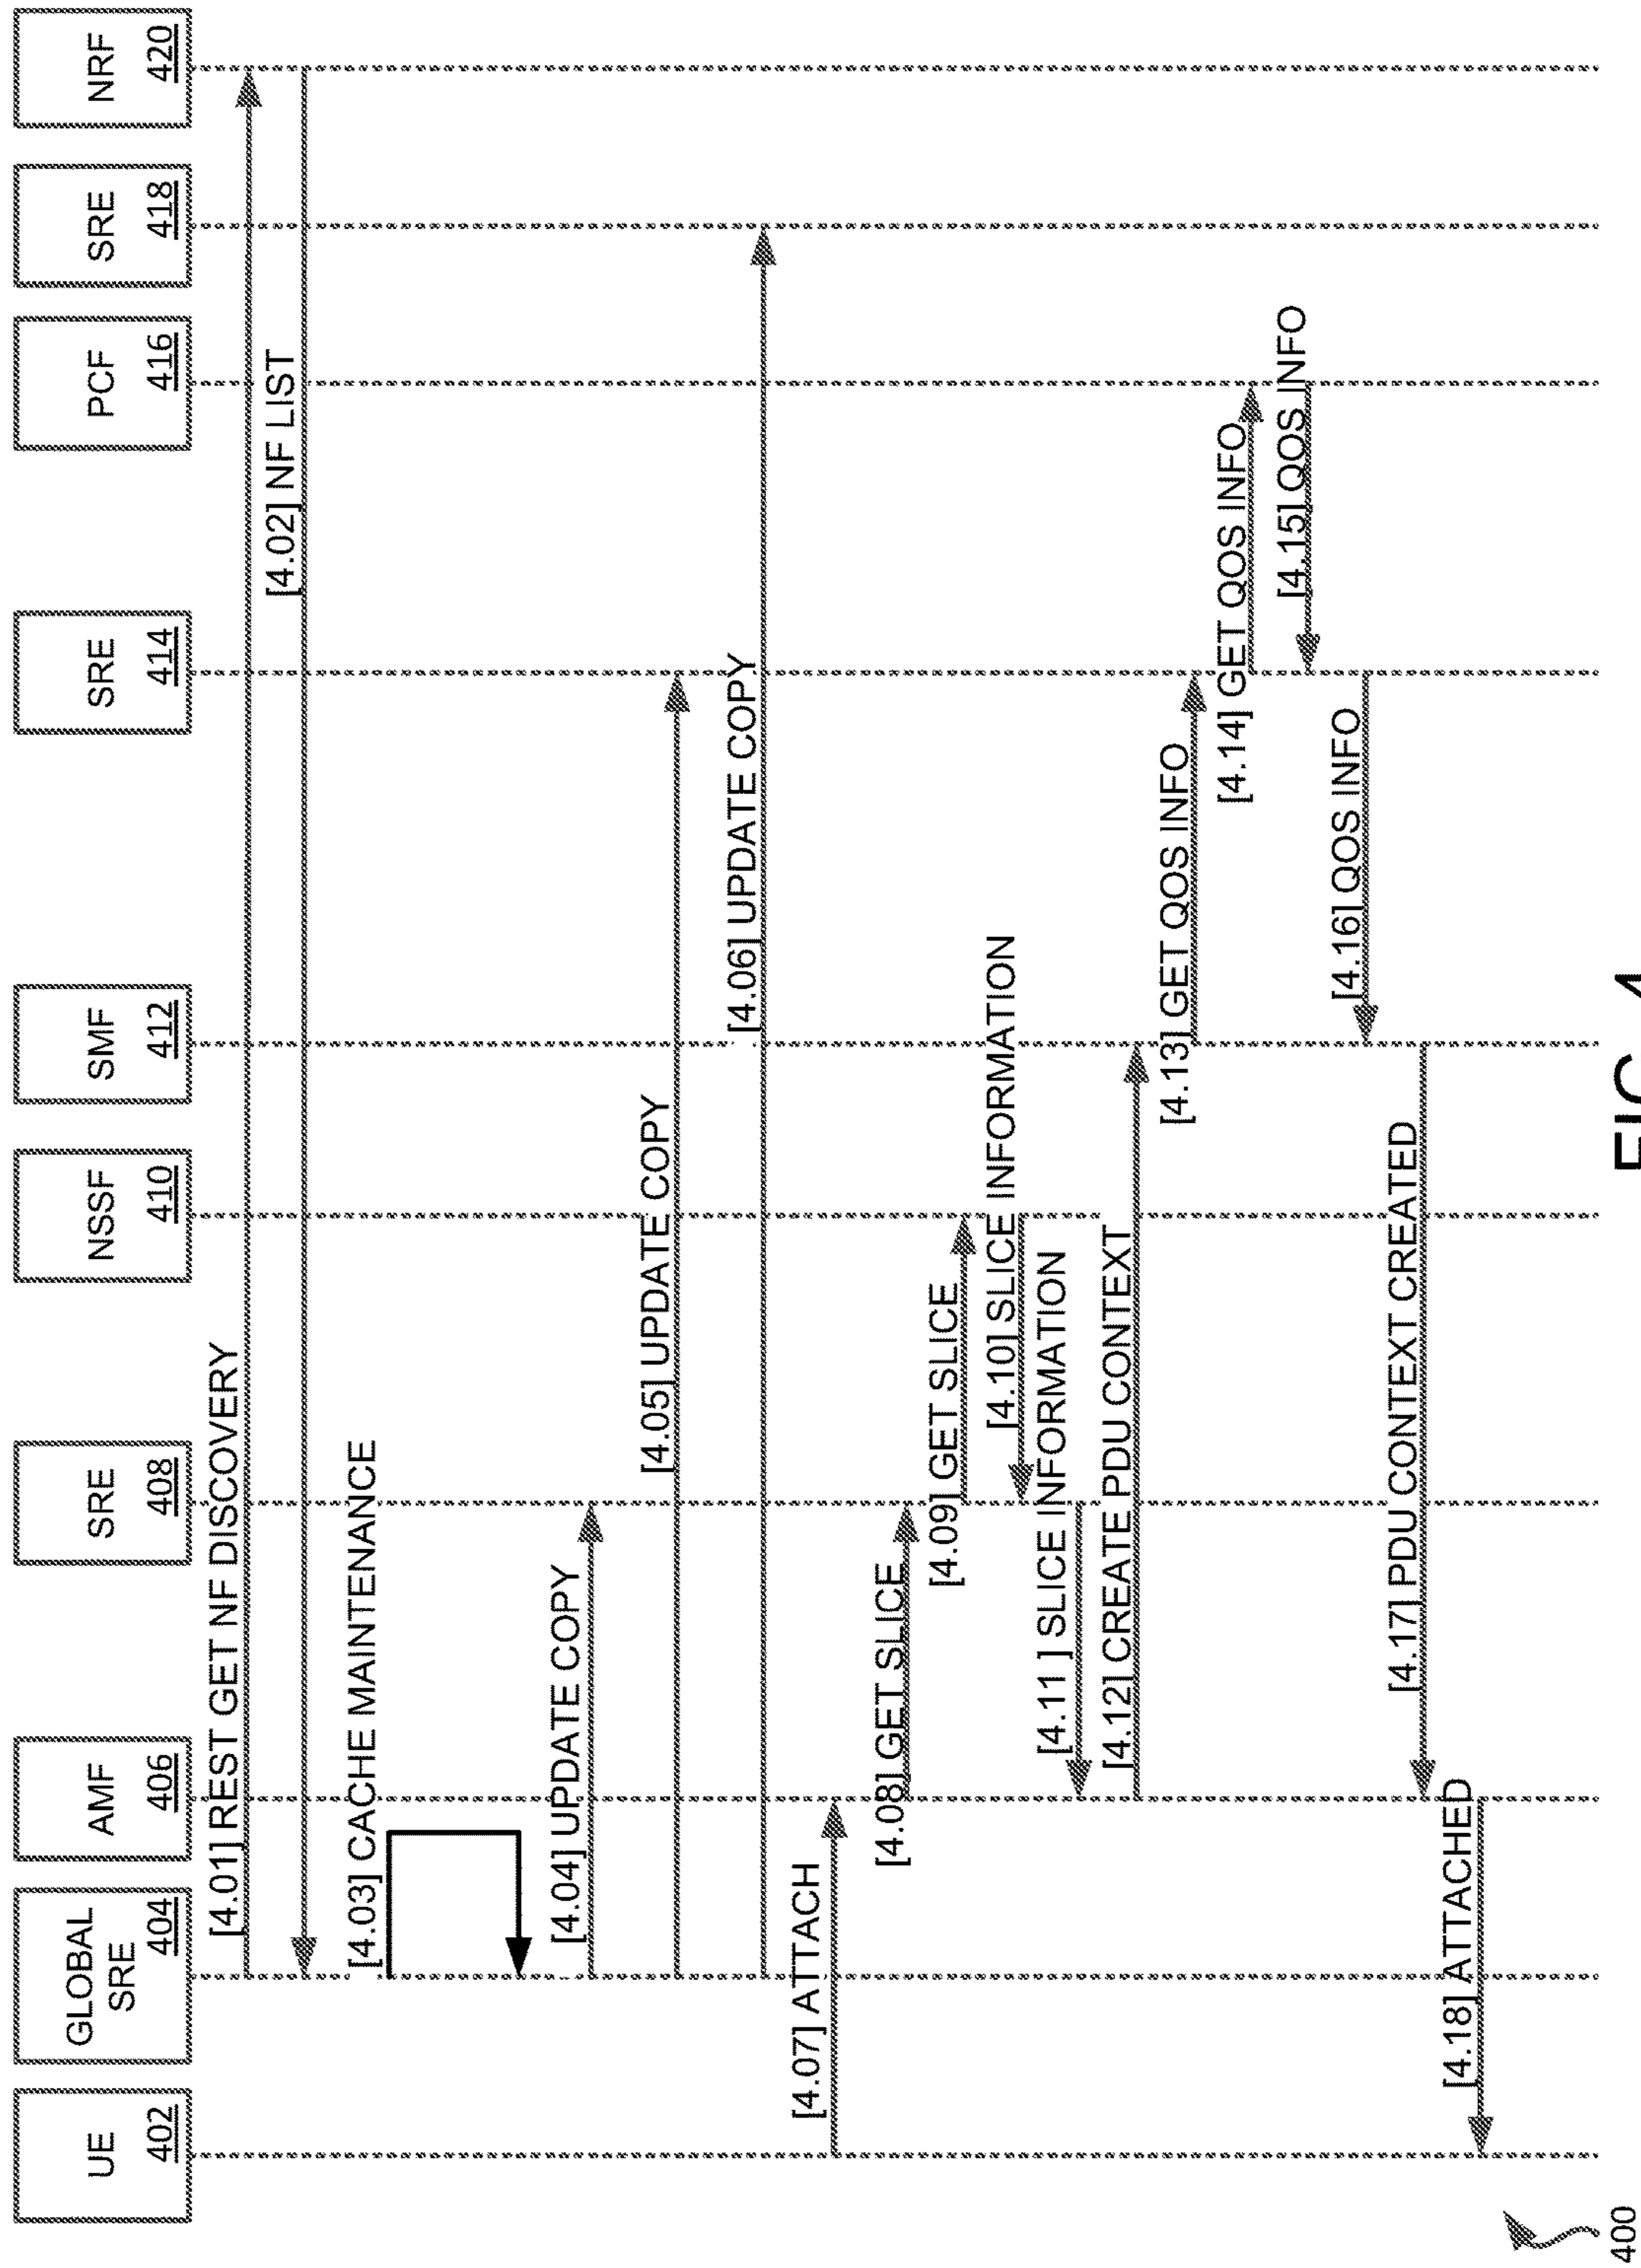 UE
402
GLOBAL
SRE
404
AMF
406
SRE
408
NSSF
410
SMF
412
SRE
414
PCF
416
SRE
418
NRF
420
[4.01] REST GET NF DISCOVERY
[4.02] NF LIST
[4.03] CACHE MAINTENANCE
[4.04] UPDATE COPY
[4.05] UPDATE COPY
[4.06] UPDATE COPY
[4.07] ATTACH
[4.08] GET SLICE
[4.09] GET SLICE
[4.10] SLICE INFORMATION
[4.11 ] SLICE INFORMATION
[4.12] CREATE PDU CONTEXT
[4.13] GET QOS INFO
[4.14] GET QOS INFO
[4.15] QOS INFO
[4.16] QOS INFO
[4.17] PDU CONTEXT CREATED
[4.18] ATTACHED
400
FIG. 4